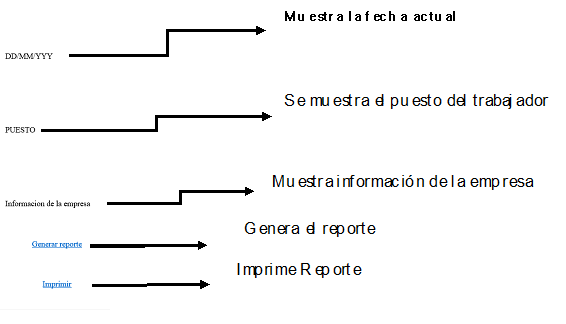 Muestra la fecha actual
DD/MM/YYY
Se muestra el puesto del trabajador
PUESTO
Muestra información de la empresa
Informacion de la empresa
Genera el reporte
Generar reporte
Imprime Reporte
Imprimir